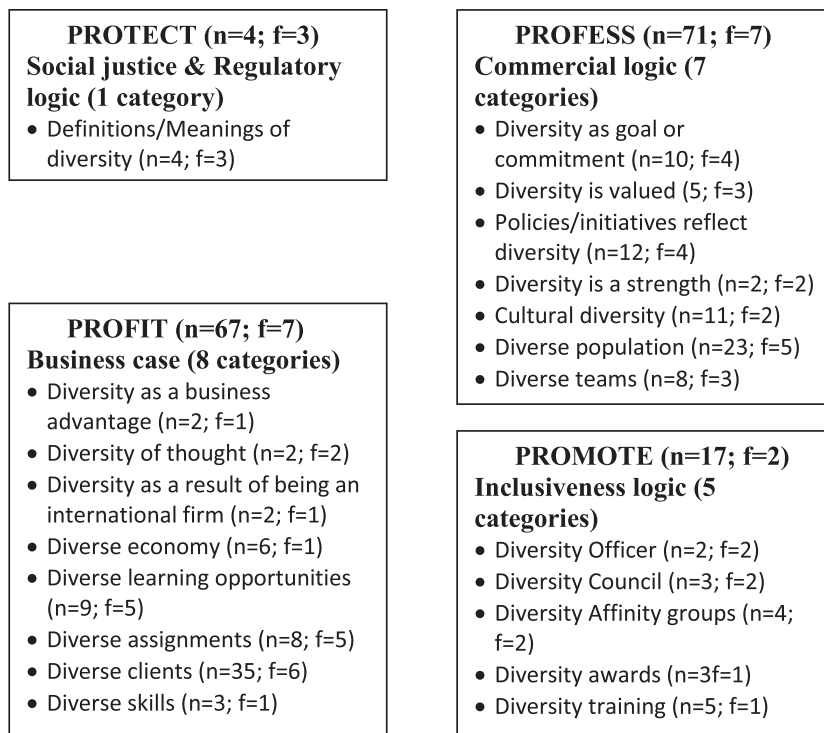 PROTECT (n=4; f=3)
Social justice & Regulatory
logic (1 category)
• Definitions/Meanings of
diversity (n=4; f=3)
PROFESS (n=71; f=7)
Commercial logic (7
categories)
• Diversity as goal or
commitment (n=10; f=4)
• Diversity is valued (5; f=3)
• Policies/initiatives reflect
diversity (n=12; f=4)
• Diversity is a strength (n=2; f=2)
• Cultural diversity (n=11; f=2)
• Diverse population (n=23; f=5)
• Diverse teams (n=8; f=3)
PROFIT (n=67; f=7)
Business case (8 categories)
• Diversity as a business
advantage (n=2; f=1)
• Diversity of thought (n=2; f=2)
• Diversity as a result of being an
international firm (n=2; f=1)
• Diverse economy (n=6; f=1)
• Diverse learning opportunities
(n=9; f=5)
• Diverse assignments (n=8; f=5)
• Diverse clients (n=35; f=6)
• Diverse skills (n=3; f=1)
PROMOTE (n=17; f=2)
Inclusiveness logic (5
categories)
• Diversity Officer (n=2; f=2)
• Diversity Council (n=3; f=2)
• Diversity Affinity groups (n=4;
f=2)
• Diversity awards (n=3f=1)
• Diversity training (n=5; f=1)